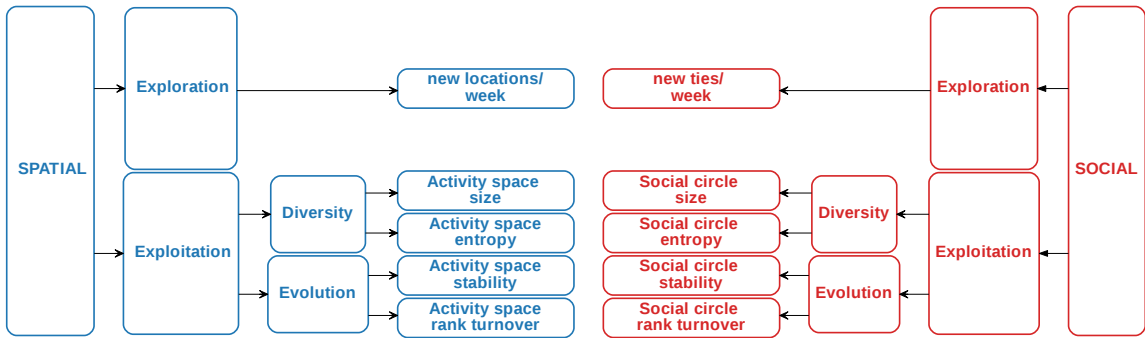 SPATIAL
Exploration
new locations/
week
Exploitation
Diversity
Activity space
size
Activity space
entropy
Evolution
Activity space
stability
Activity space
rank turnover
new ties/
week
Exploration
SOCIAL
Social circle
size
Social circle
entropy
Diversity
Exploitation
Social circle
stability
Social circle
rank turnover
Evolution